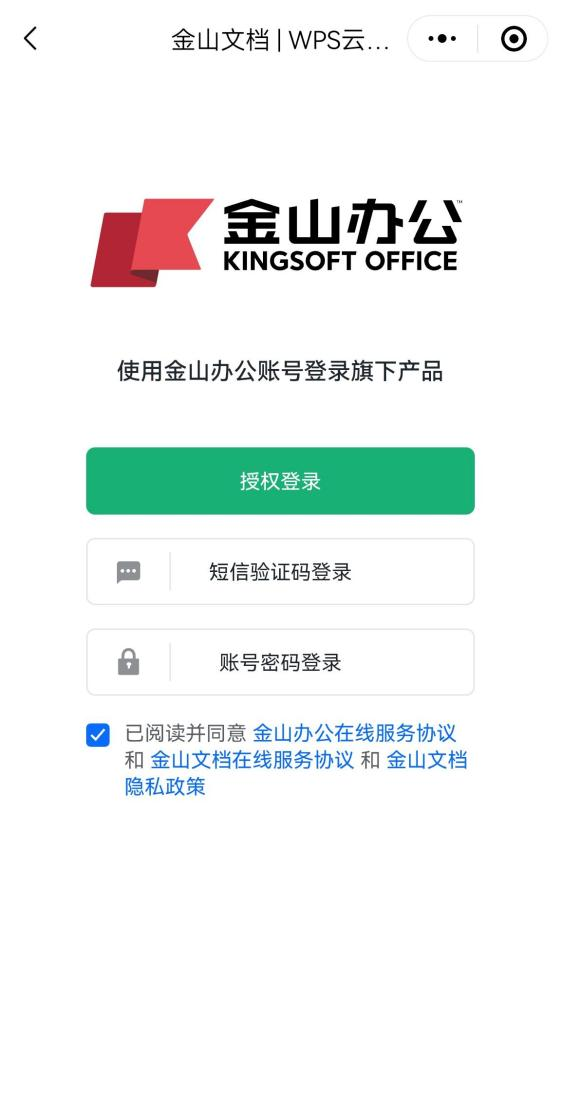 金山文档 | WPS云...
金山办公™
KINGSOFT OFFICE
使用金山办公账号登录旗下产品
授权登录
短信验证码登录
账号密码登录
已阅读并同意 金山办公在线服务协议
和 金山文档在线服务协议 和 金山文档
隐私政策